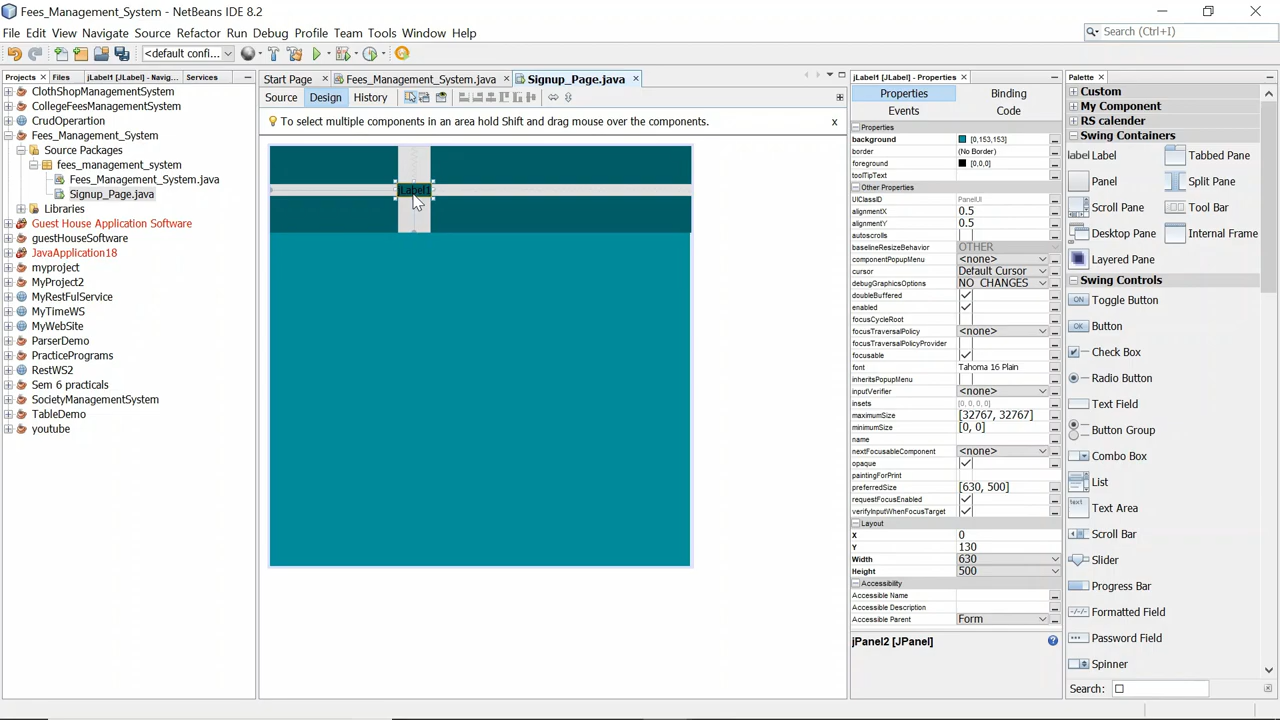 Fees_Management_System - NetBeans IDE 8.2
File Edit View Navigate Source Refactor Run Debug Profile Team Tools Window Help
Search (Ctrl+I)
<default confi...
Projects Files jLabel1 [JLabel] - Navig... Services
ClothShopManagementSystem
CollegeFeesManagementSystem
CrudOperartion
Fees_Management_System
Source Packages
fees_management_system
Fees_Management_System.java
Signup_Page.java
Libraries
Guest House Application Software
guestHouseSoftware
JavaApplication18
myproject
MyProject2
MyRestFulService
MyTimeWS
MyWebSite
ParserDemo
PracticePrograms
RestWS2
Sem 6 practicals
SocietyManagementSystem
TableDemo
youtube
Start Page Fees_Management_System.java Signup_Page.java
Source Design History
To select multiple components in an area hold Shift and drag mouse over the components. x
jLabel1
jLabel1 [JLabel] - Properties
Properties Binding
Events Code
Properties
background [0,153,153]
border (No Border)
foreground [0,0,0]
toolTipText
Other Properties
UIClassID PanelUI
alignmentX 0.5
alignmentY 0.5
autoscrolls
baselineResizeBehavior OTHER
componentPopupMenu <none>
cursor Default Cursor
debugGraphicsOptions NO_CHANGES
doubleBuffered
enabled
focusCycleRoot
focusTraversalPolicy <none>
focusTraversalPolicyProvider
focusable
font Tahoma 16 Plain
inheritsPopupMenu
inputVerifier <none>
insets [0, 0, 0, 0]
maximumSize [32767, 32767]
minimumSize [0, 0]
name
nextFocusableComponent <none>
opaque
paintingForPrint
preferredSize [630, 500]
requestFocusEnabled
verifyInputWhenFocusTarget
Layout
X 0
Y 130
Width 630
Height 500
Accessibility
Accessible Name
Accessible Description
Accessible Parent Form
jPanel2 [JPanel]
Palette
Custom
My Component
RS calender
Swing Containers
label Label Tabbed Pane
Panel Split Pane
Scroll Pane Tool Bar
Desktop Pane Internal Frame
Layered Pane
Swing Controls
ON Toggle Button
OK Button
Check Box
Radio Button
Text Field
Button Group
Combo Box
List
text Text Area
Scroll Bar
Slider
Progress Bar
Formatted Field
Password Field
Spinner
Search: